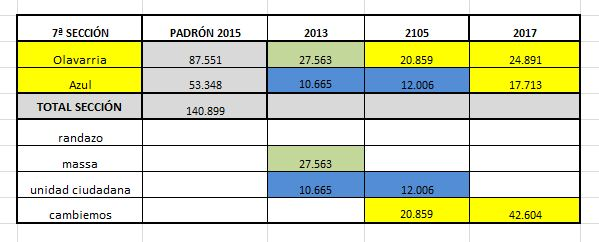 7ª SECCIÓN PADRÓN 2015 2013 2105 2017
Olavarria 87.551 27.563 20.859 24.891
Azul 53.348 10.665 12.006 17.713
TOTAL SECCIÓN 140.899
randazo
massa 27.563
unidad ciudadana 10.665 12.006
cambiemos 20.859 42.604